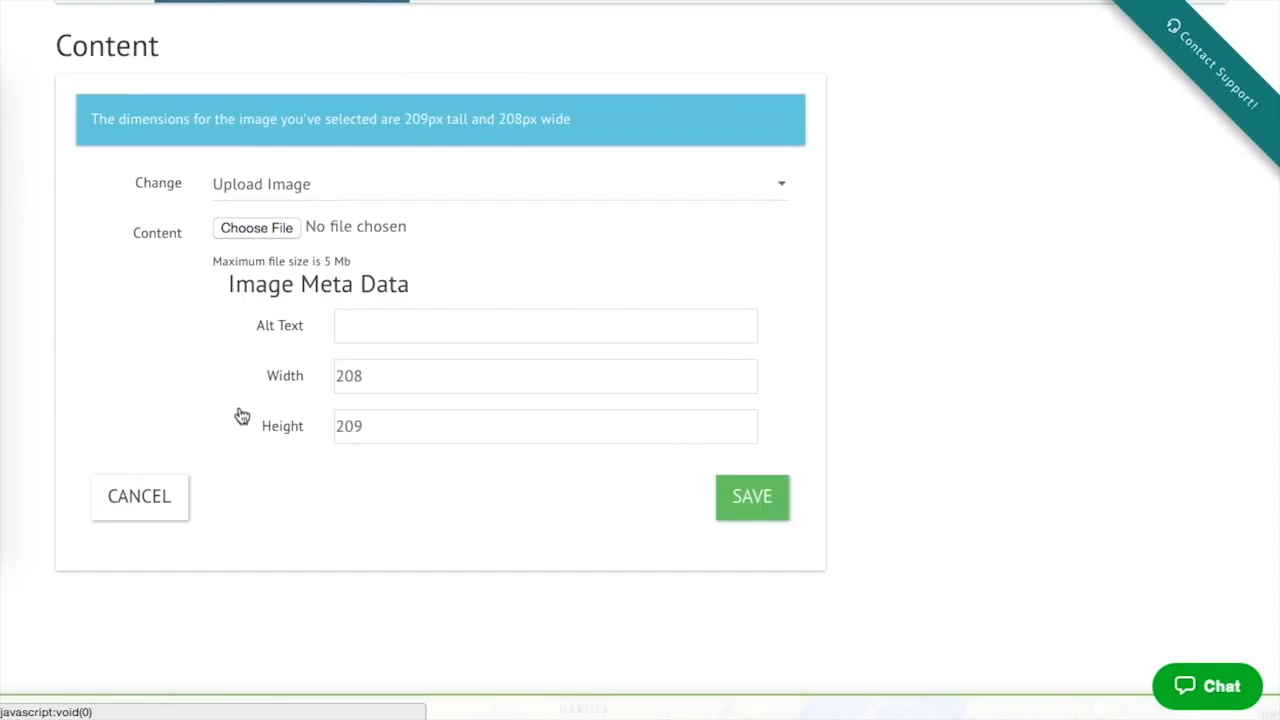 Content
Contact Support!
The dimensions for the image you've selected are 209px tall and 208px wide
Change Upload Image
Content Choose File No file chosen
Maximum file size is 5 Mb
Image Meta Data
Alt Text
Width 208
Height 209
CANCEL SAVE
Chat
DAKOTA
javascript:void(0)